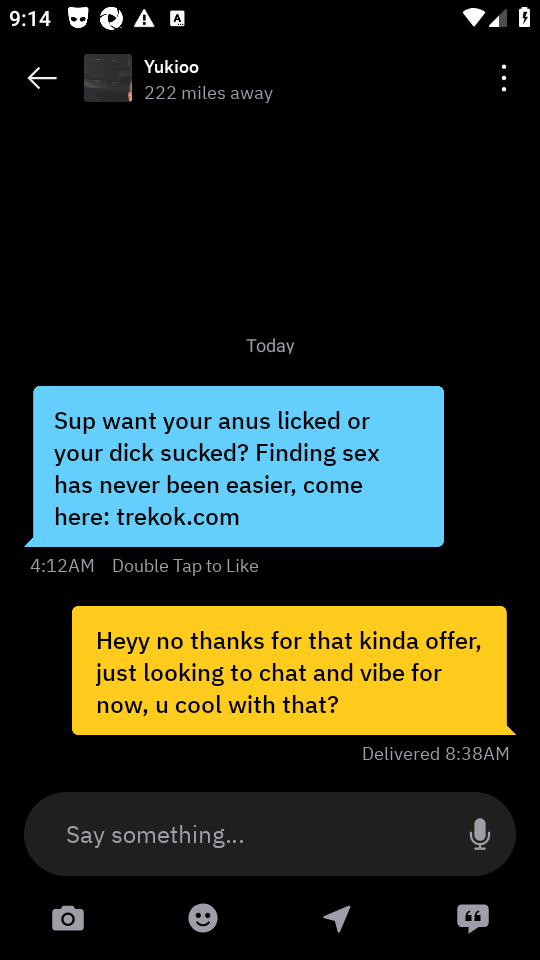 9:14
A
Yukioo
222 miles away
Today
Sup want your anus licked or
your dick sucked? Finding sex
has never been easier, come
here: trekok.com
4:12AM Double Tap to Like
Heyy no thanks for that kinda offer,
just looking to chat and vibe for
now, u cool with that?
Delivered 8:38AM
Say something...